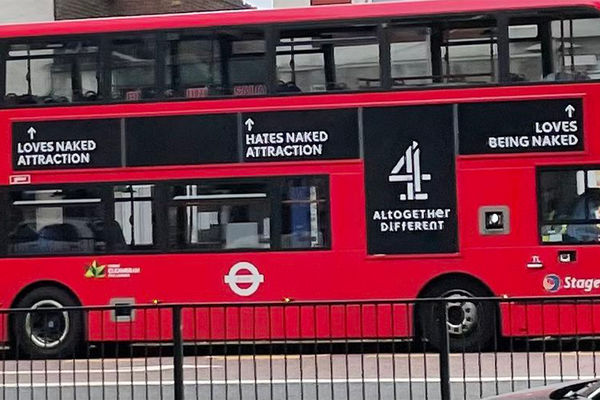 ↑
LOVES NAKED
ATTRACTION
↑
HATES NAKED
ATTRACTION
4
ALTOGETHER
DIFFERENT
↑
LOVES
BEING NAKED
Stage